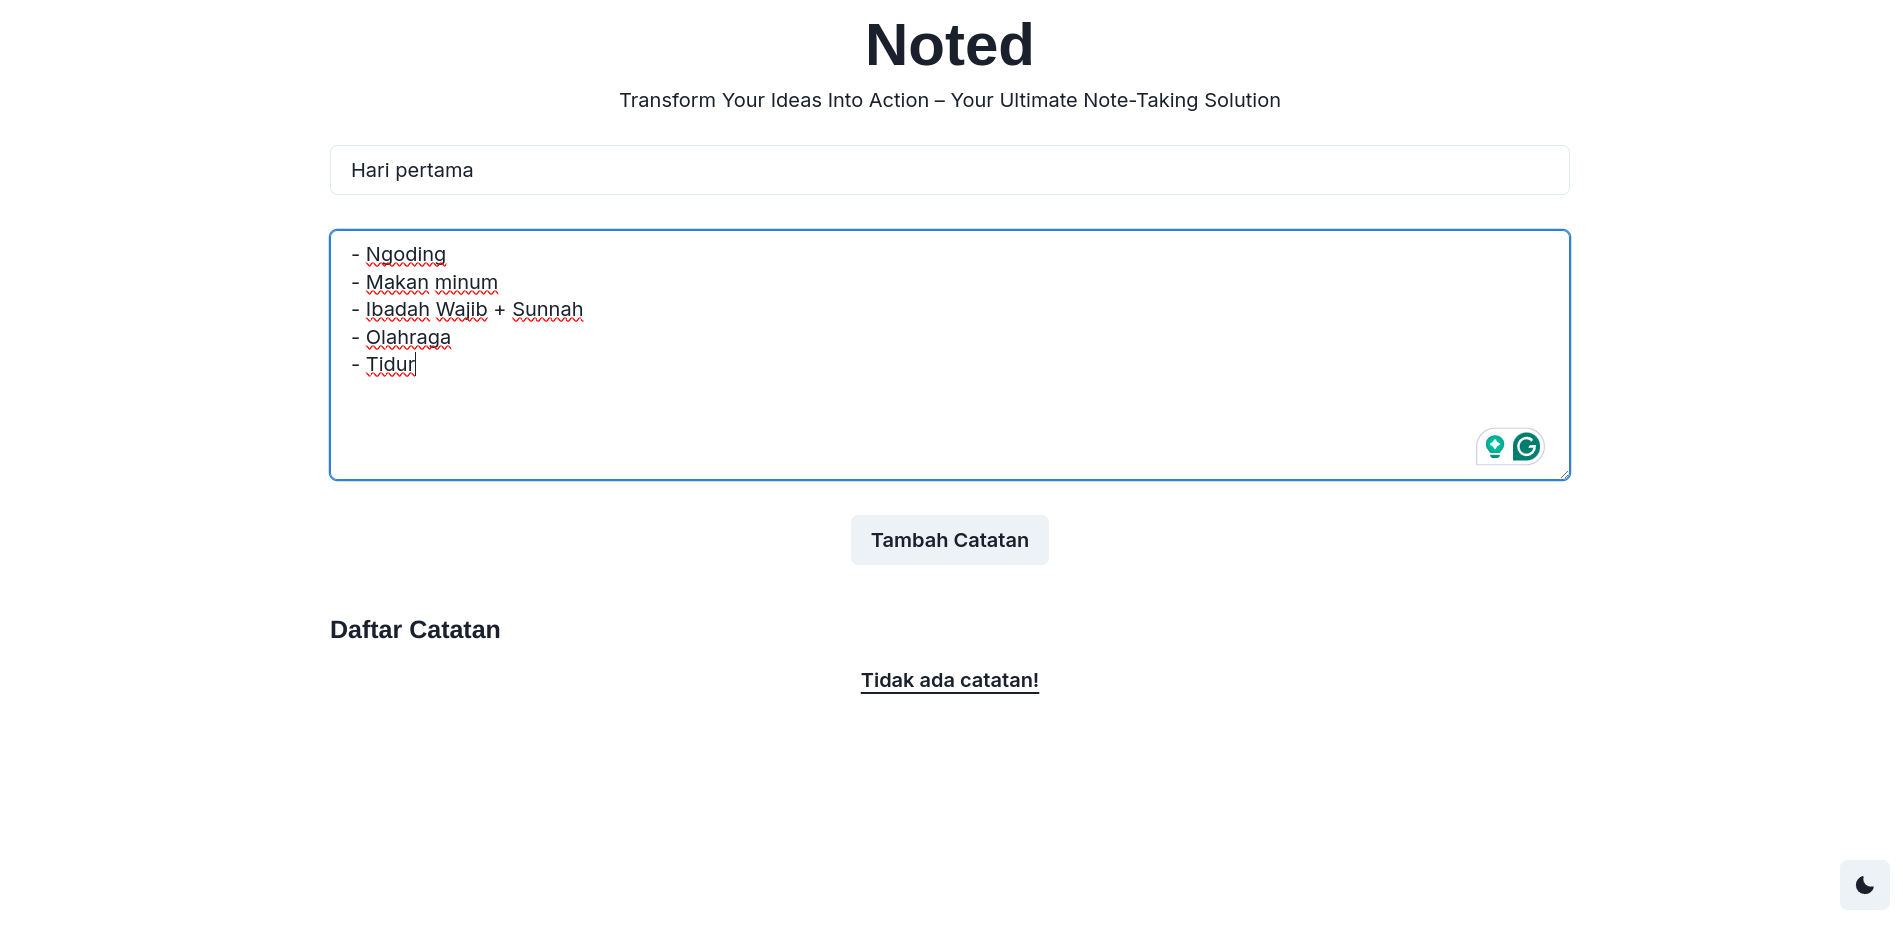 Noted
Transform Your Ideas Into Action – Your Ultimate Note-Taking Solution
Hari pertama
- Ngoding
- Makan minum
- Ibadah Wajib + Sunnah
- Olahraga
- Tidur
Tambah Catatan
Daftar Catatan
Tidak ada catatan!